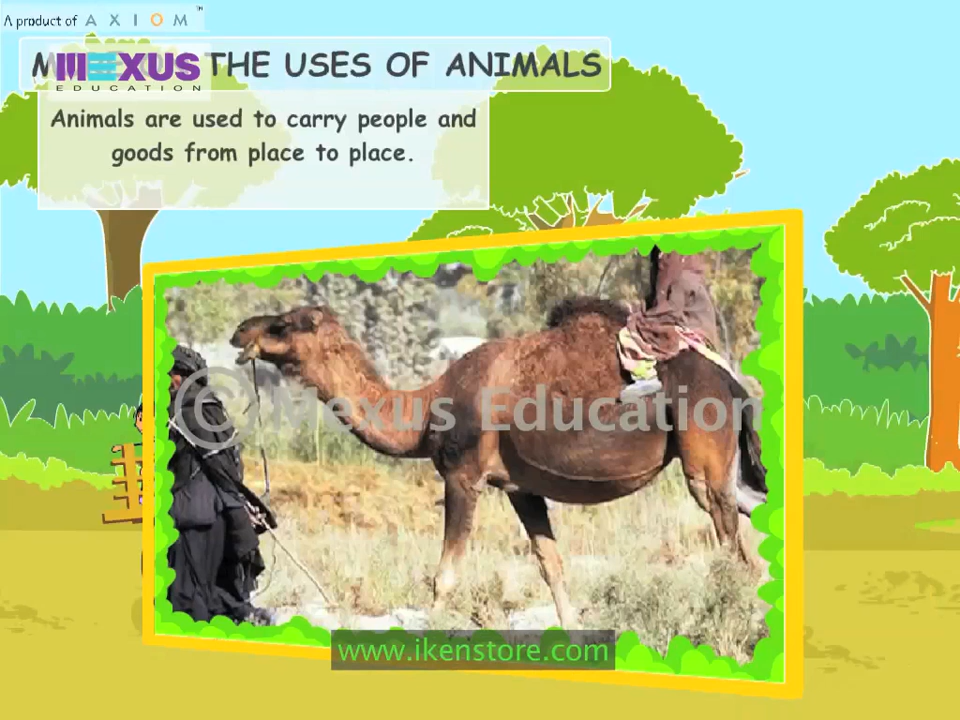 A product of AXIOM™
MEXUS
EDUCATION
THE USES OF ANIMALS
Animals are used to carry people and
goods from place to place.
© Mexus Education
www.ikenstore.com